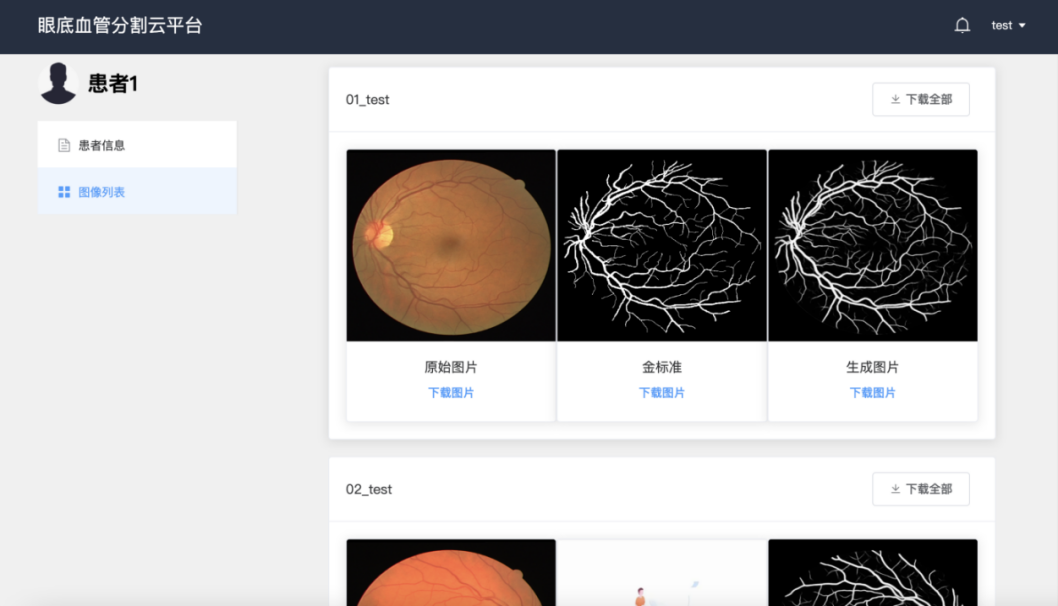 眼底血管分割云平台
test
患者1
患者信息
图像列表
01_test
下载全部
原始图片
金标准
生成图片
下载图片
下载图片
下载图片
02_test
下载全部